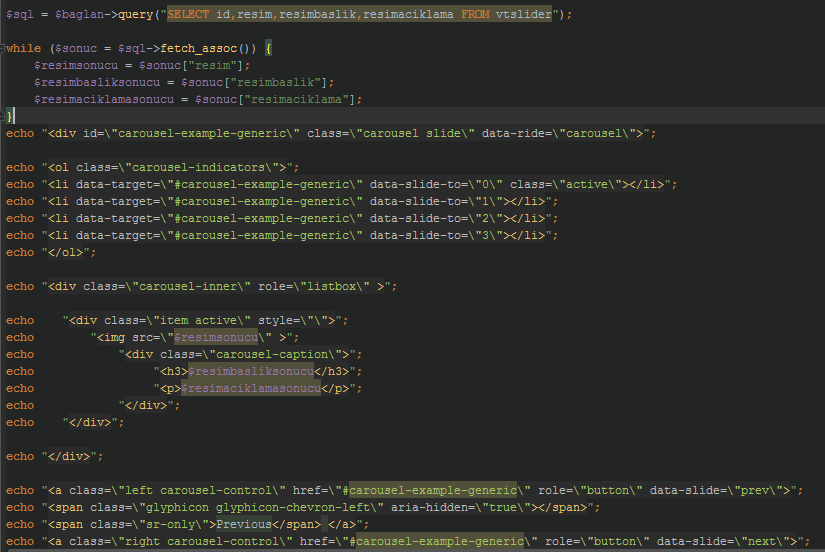 $sql = $baglan->query("SELECT id,resim,resimbaslik,resimaciklama FROM vtslider");
while ($sonuc = $sql->fetch_assoc()) {
$resimsonucu = $sonuc["resim"];
$resimbasliksonucu = $sonuc["resimbaslik"];
$resimaciklamasonucu = $sonuc["resimaciklama"];
}
echo "<div id=\"carousel-example-generic\" class=\"carousel slide\" data-ride=\"carousel\">";
echo "<ol class=\"carousel-indicators\">";
echo "<li data-target=\"#carousel-example-generic\" data-slide-to=\"0\" class=\"active\"></li>";
echo "<li data-target=\"#carousel-example-generic\" data-slide-to=\"1\"></li>";
echo "<li data-target=\"#carousel-example-generic\" data-slide-to=\"2\"></li>";
echo "<li data-target=\"#carousel-example-generic\" data-slide-to=\"3\"></li>";
echo "</ol>";
echo "<div class=\"carousel-inner\" role=\"listbox\" >";
echo "<div class=\"item active\" style=\"\">";
echo "<img src=\"$resimsonucu\" >";
echo "<div class=\"carousel-caption\">";
echo "<h3>$resimbasliksonucu</h3>";
echo "<p>$resimaciklamasonucu</p>";
echo "</div>";
echo "</div>";
echo "</div>";
echo "<a class=\"left carousel-control\" href=\"#carousel-example-generic\" role=\"button\" data-slide=\"prev\">";
echo "<span class=\"glyphicon glyphicon-chevron-left\" aria-hidden=\"true\"></span>";
echo "<span class=\"sr-only\">Previous</span> </a>";
echo "<a class=\"right carousel-control\" href=\"#carousel-example-generic\" role=\"button\" data-slide=\"next\">";